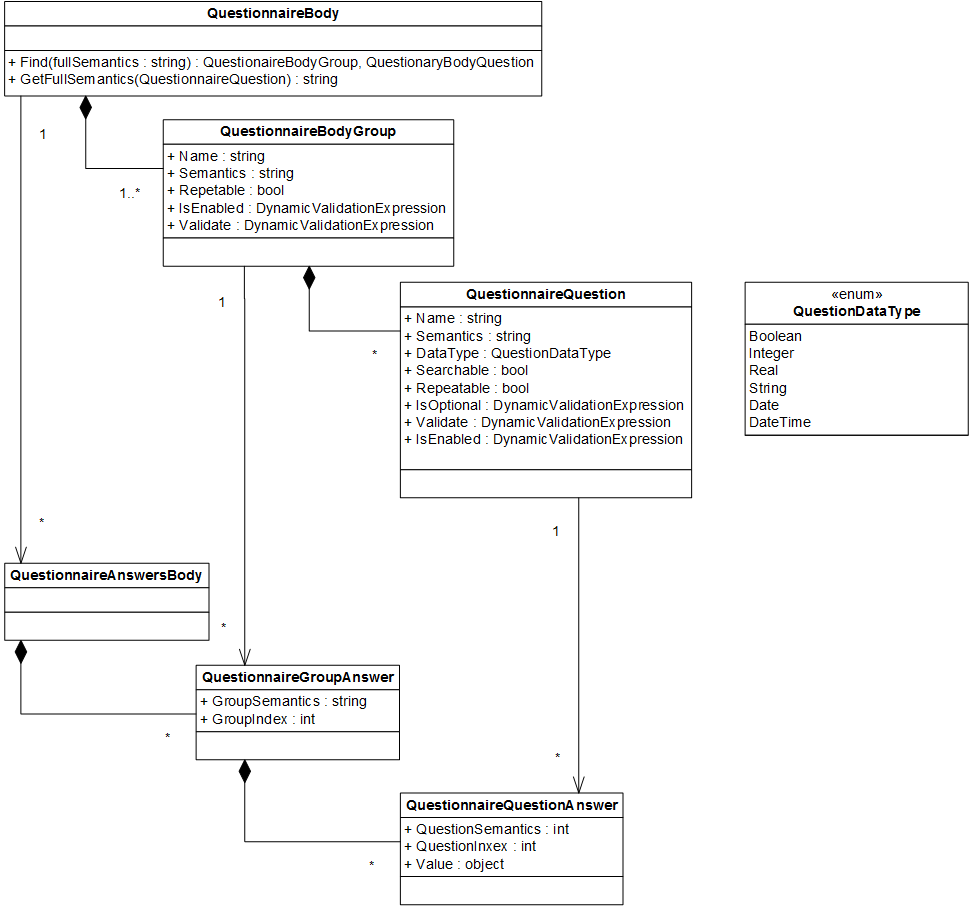 QuestionnaireBody
+ Find(fullSemantics : string) : QuestionaireBodyGroup, QuestionaryBodyQuestion
+ GetFullSemantics(QuestionnaireQuestion) : string
1
1..*
QuestionnaireBodyGroup
+ Name : string
+ Semantics : string
+ Repetable : bool
+ IsEnabled : DynamicValidationExpression
+ Validate : DynamicValidationExpression
1
*
QuestionnaireQuestion
+ Name : string
+ Semantics : string
+ DataType : QuestionDataType
+ Searchable : bool
+ Repeatable : bool
+ IsOptional : DynamicValidationExpression
+ Validate : DynamicValidationExpression
+ IsEnabled : DynamicValidationExpression
«enum»
QuestionDataType
Boolean
Integer
Real
String
Date
DateTime
1
*
QuestionnaireAnswersBody
*
*
QuestionnaireGroupAnswer
+ GroupSemantics : string
+ GroupIndex : int
*
*
QuestionnaireQuestionAnswer
+ QuestionSemantics : int
+ QuestionInxex : int
+ Value : object